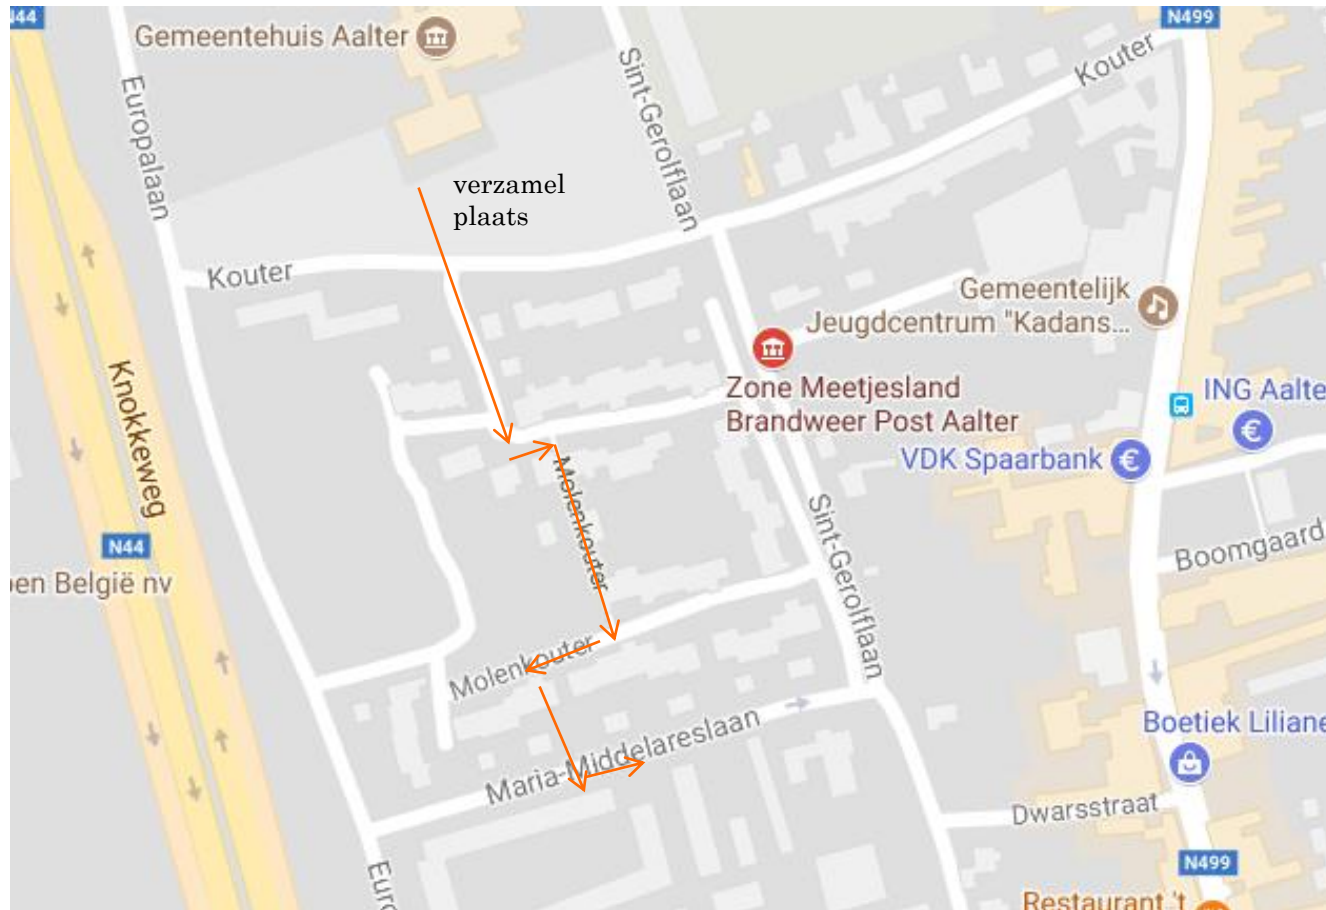 N44
N499
Gemeentehuis Aalter
Kouter
Sint-Gerolflaan
Europalaan
verzamel
plaats
Kouter
Gemeentelijk
Jeugdcentrum "Kadans...
Zone Meetjesland
Brandweer Post Aalter
ING Aalte
Knokkeweg
VDK Spaarbank
Molenkouter
Sint-Gerolflaan
N44
Boomgaard
en België nv
Molenkouter
Maria-Middelareslaan
Boetiek Liliane
Dwarsstraat
N499
Euro
Restaurant 't